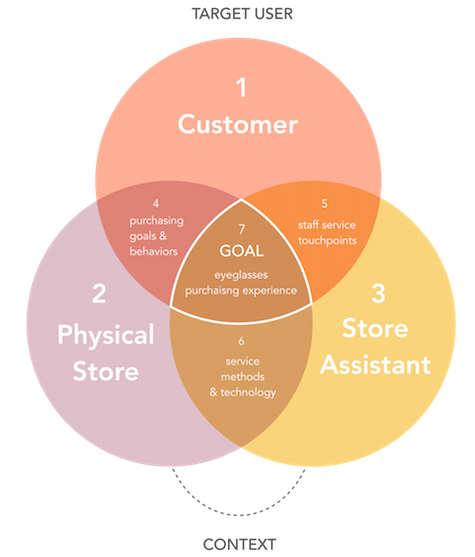 TARGET USER
1
Customer
4
purchasing
goals &
behaviors
5
staff service
touchpoints
7
GOAL
eyeglasses
purchaisng experience
2
Physical
Store
3
Store
Assistant
6
service
methods
& technology
CONTEXT